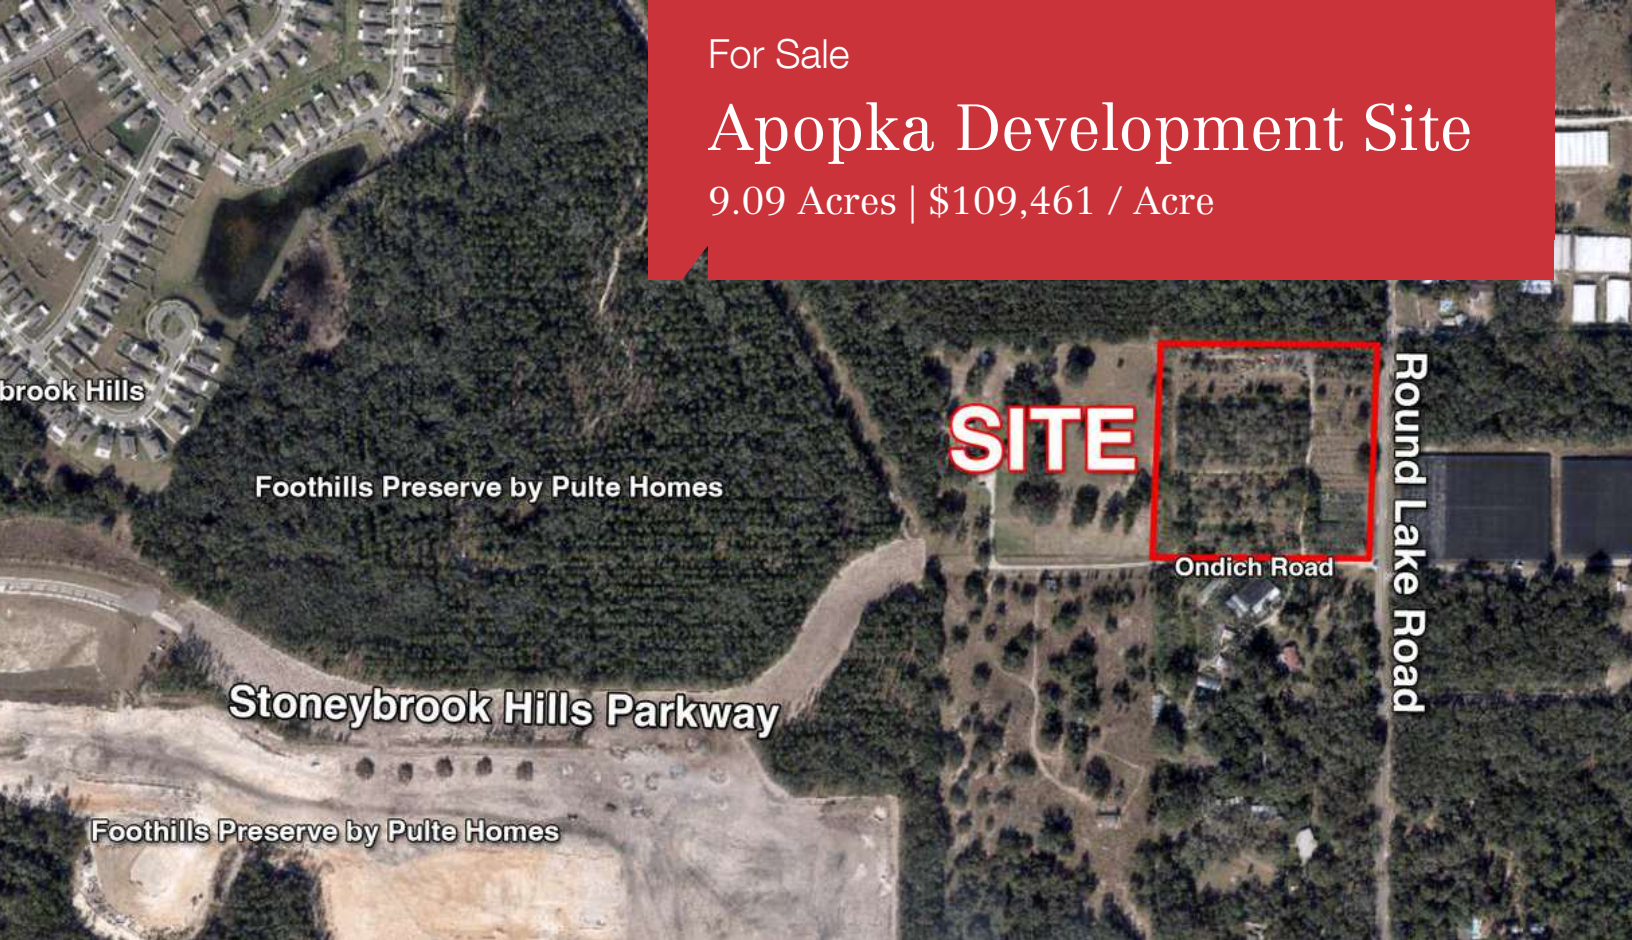 For Sale
Apopka Development Site
9.09 Acres | $109,461 / Acre
brook Hills
Foothills Preserve by Pulte Homes
SITE
Round Lake Road
Ondich Road
Stoneybrook Hills Parkway
Foothills Preserve by Pulte Homes